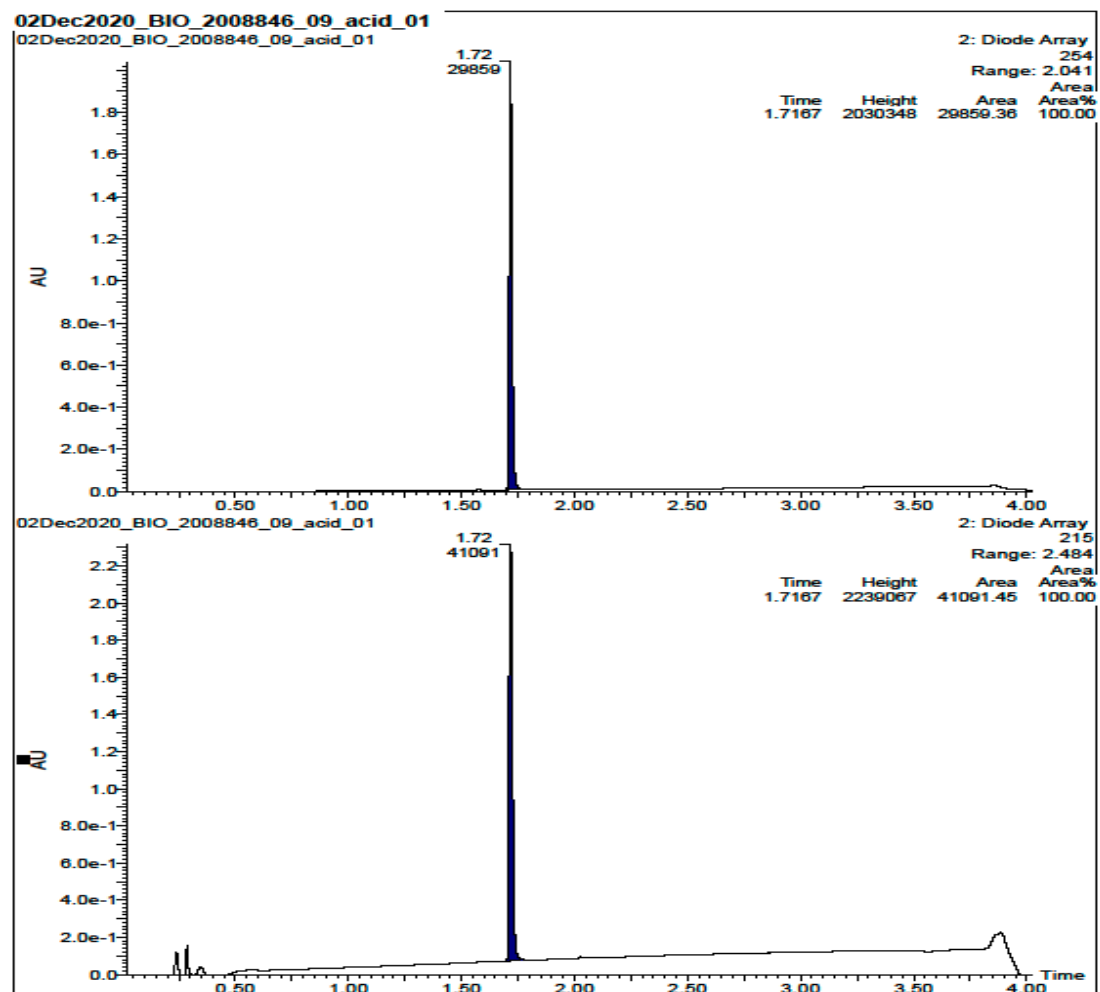 02Dec2020_BIO_2008846_09_acid_01
02Dec2020_BIO_2008846_09_acid_01
2: Diode Array
254
Range: 2.041
Area
Time Height Area Area%
1.7167 2030348 29859.36 100.00
1.72
29859
1.8
1.6
1.4
1.2
1.0
8.0e-1
6.0e-1
4.0e-1
2.0e-1
0.0
AU
0.50 1.00 1.50 2.00 2.50 3.00 3.50 4.00
02Dec2020_BIO_2008846_09_acid_01
2: Diode Array
215
Range: 2.484
Area
Time Height Area Area%
1.7167 2239067 41091.45 100.00
1.72
41091
2.2
2.0
1.8
1.6
1.4
1.2
1.0
8.0e-1
6.0e-1
4.0e-1
2.0e-1
0.0
AU
Time
0.50 1.00 1.50 2.00 2.50 3.00 3.50 4.00